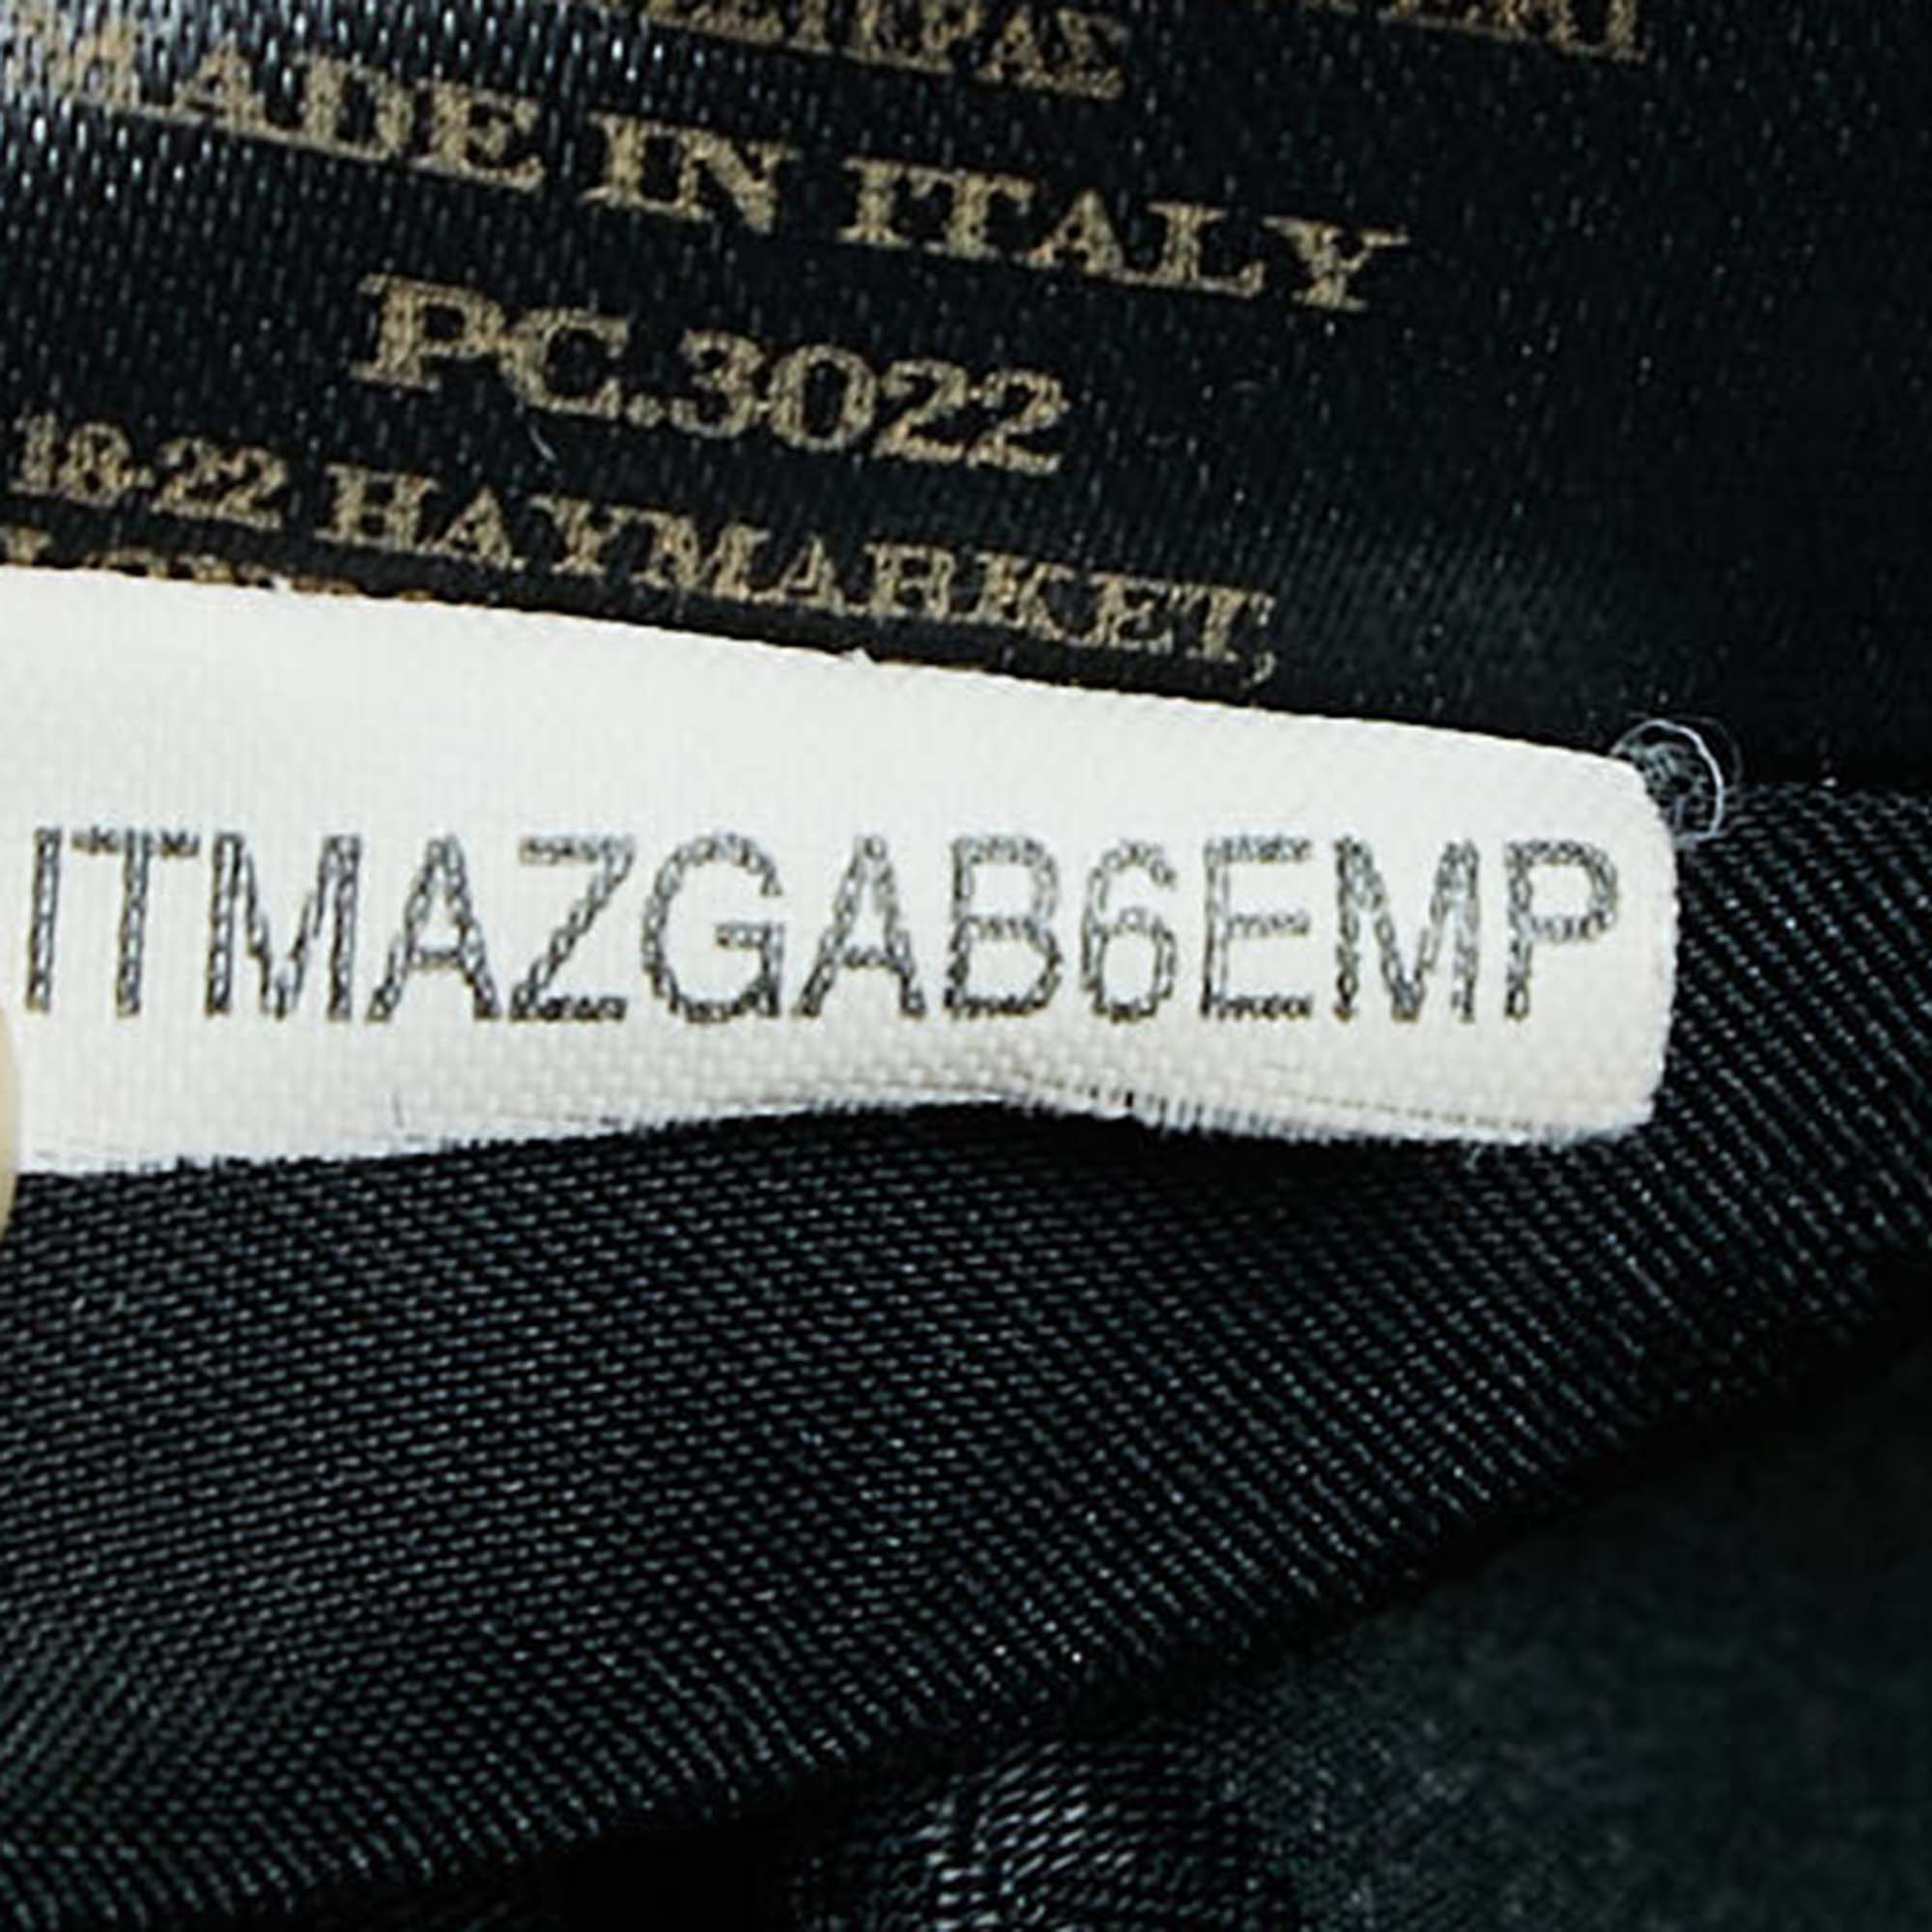 MADE IN ITALY
PC.3022
18-22 HAYMARKET,
ITMAZGAB6EMP